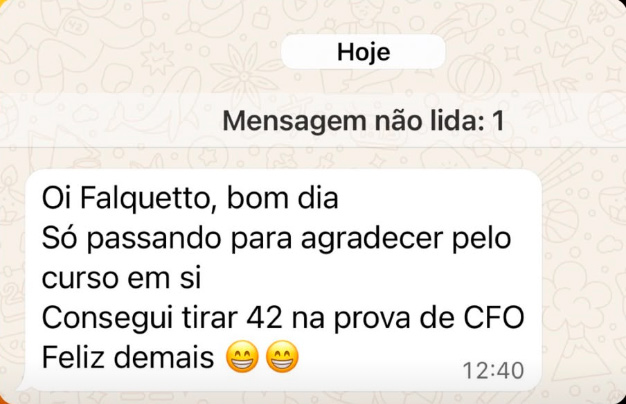 Hoje
Mensagem não lida: 1
Oi Falquetto, bom dia
Só passando para agradecer pelo
curso em si
Consegui tirar 42 na prova de CFO
Feliz demais 😁😁
12:40